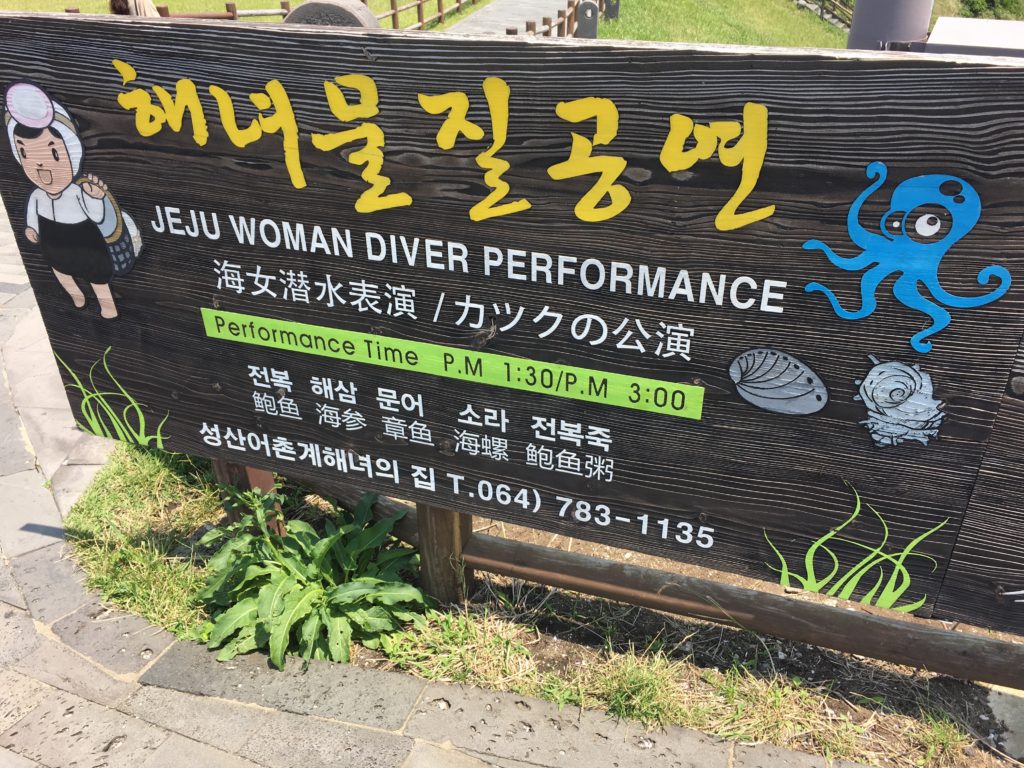 해녀물질공연
JEJU WOMAN DIVER PERFORMANCE
海女潜水表演 / カツクの公演
Performance Time P.M 1:30/P.M 3:00
전복 해삼 문어 소라 전복죽
鲍鱼 海参 章鱼 海螺 鲍鱼粥
성산어촌계해녀의 집 T.064) 783-1135